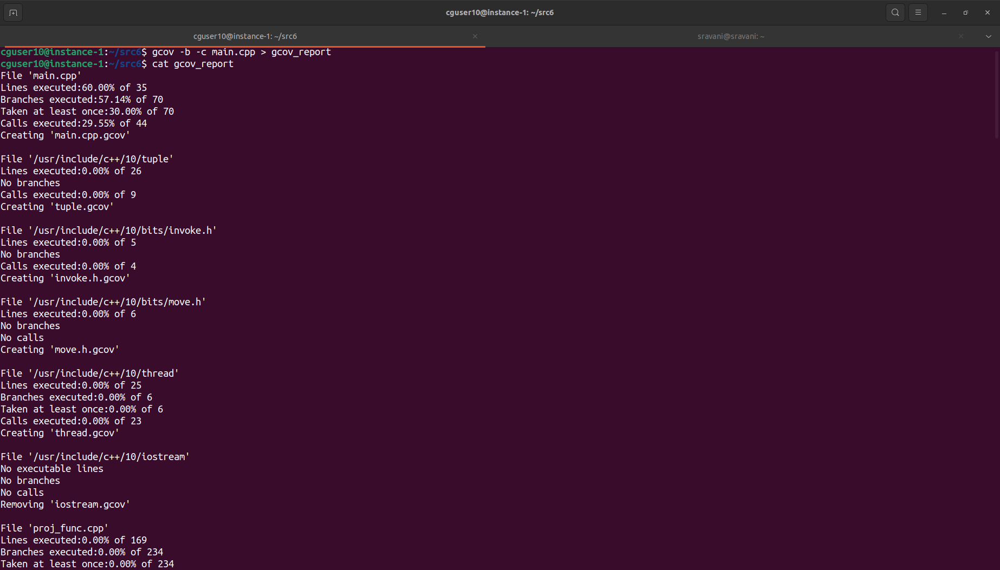 cguser10@instance-1: ~/src6
cguser10@instance-1: ~/src6
sravani@sravani: ~
cguser10@instance-1:~/src6$ gcov -b -c main.cpp > gcov_report
cguser10@instance-1:~/src6$ cat gcov_report
File 'main.cpp'
Lines executed:60.00% of 35
Branches executed:57.14% of 70
Taken at least once:30.00% of 70
Calls executed:29.55% of 44
Creating 'main.cpp.gcov'

File '/usr/include/c++/10/tuple'
Lines executed:0.00% of 26
No branches
Calls executed:0.00% of 9
Creating 'tuple.gcov'

File '/usr/include/c++/10/bits/invoke.h'
Lines executed:0.00% of 5
No branches
Calls executed:0.00% of 4
Creating 'invoke.h.gcov'

File '/usr/include/c++/10/bits/move.h'
Lines executed:0.00% of 6
No branches
No calls
Creating 'move.h.gcov'

File '/usr/include/c++/10/thread'
Lines executed:0.00% of 25
Branches executed:0.00% of 6
Taken at least once:0.00% of 6
Calls executed:0.00% of 23
Creating 'thread.gcov'

File '/usr/include/c++/10/iostream'
No executable lines
No branches
No calls
Removing 'iostream.gcov'

File 'proj_func.cpp'
Lines executed:0.00% of 169
Branches executed:0.00% of 234
Taken at least once:0.00% of 234